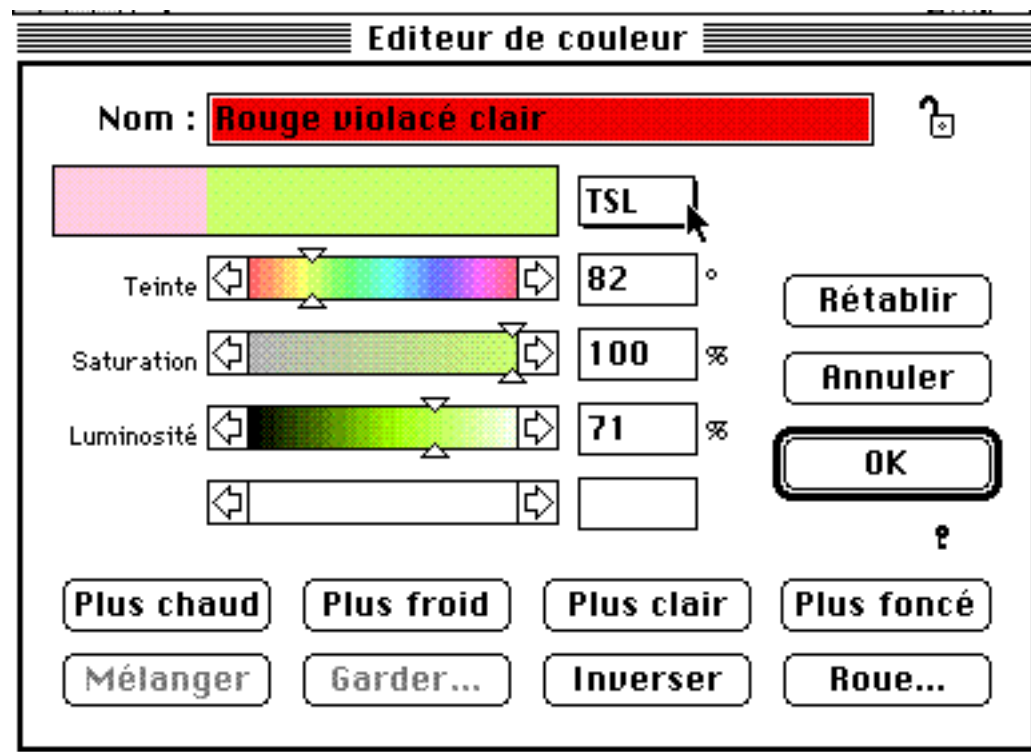 Editeur de couleur
Nom : Rouge violacé clair
TSL
Teinte 82 °
Rétablir
Saturation 100 %
Annuler
Luminosité 71 %
OK
Plus chaud Plus froid Plus clair Plus foncé
Mélanger Garder... Inverser Roue...